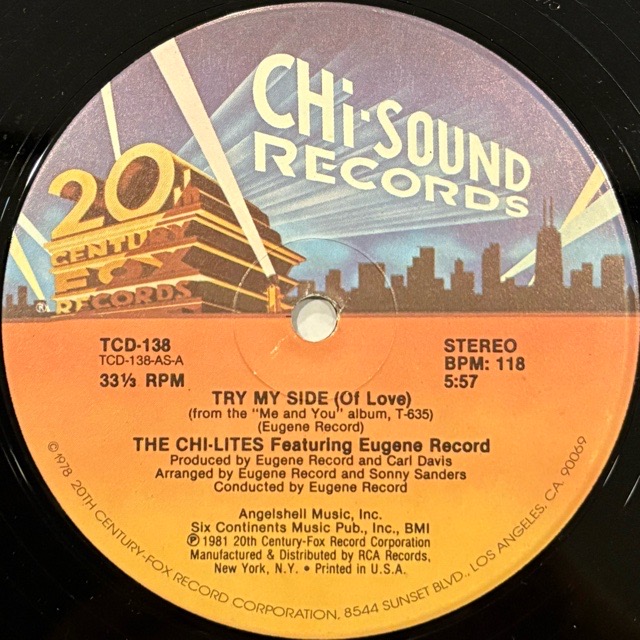 CHi-SOUND
RECORDS
20th
CENTURY
FOX
RECORDS
®
TCD-138
TCD-138-AS-A
33⅓ RPM
STEREO
BPM: 118
5:57
TRY MY SIDE (Of Love)
(from the "Me and You" album, T-635)
(Eugene Record)
THE CHI-LITES Featuring Eugene Record
Produced by Eugene Record and Carl Davis
Arranged by Eugene Record and Sonny Sanders
Conducted by Eugene Record
Angelshell Music, Inc.
Six Continents Music Pub., Inc., BMI
℗ 1981 20th Century-Fox Record Corporation
Manufactured & Distributed by RCA Records,
New York, N.Y. • Printed in U.S.A.
© 1978, 20TH CENTURY-FOX RECORD CORPORATION, 8544 SUNSET BLVD., LOS ANGELES, CA. 90069